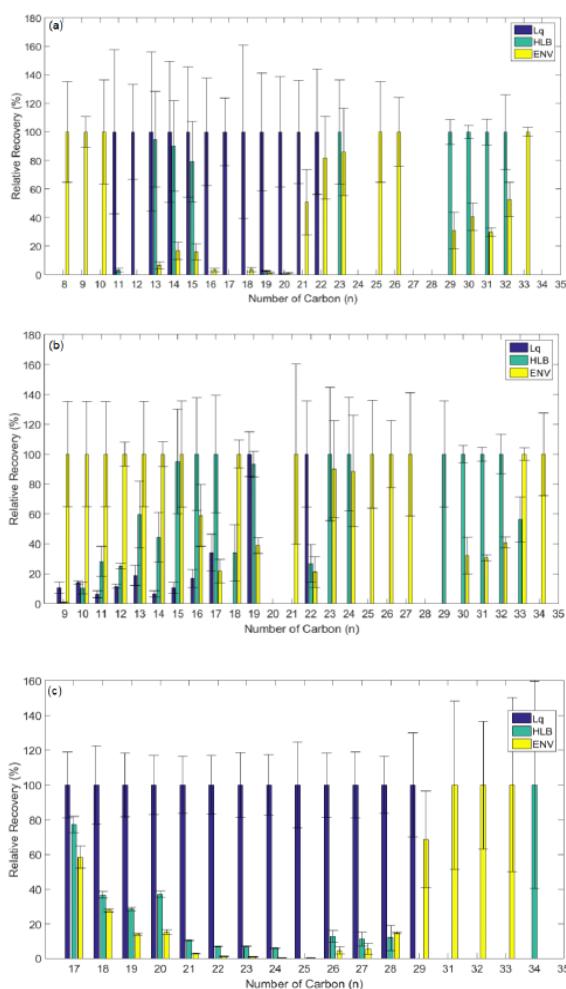 (a)
180
160
140
120
100
80
60
40
20
0
Relative Recovery (%)
Lq
HLB
ENV
8 9 10 11 12 13 14 15 16 17 18 19 20 21 22 23 24 25 26 27 28 29 30 31 32 33 34 35
Number of Carbon (n)
(b)
180
160
140
120
100
80
60
40
20
0
Relative Recovery (%)
Lq
HLB
ENV
9 10 11 12 13 14 15 16 17 18 19 20 21 22 23 24 25 26 27 28 29 30 31 32 33 34 35
Number of Carbon (n)
(c)
160
140
120
100
80
60
40
20
0
Relative Recovery (%)
Lq
HLB
ENV
17 18 19 20 21 22 23 24 25 26 27 28 29 31 32 33 34 35
Number of Carbon (n)